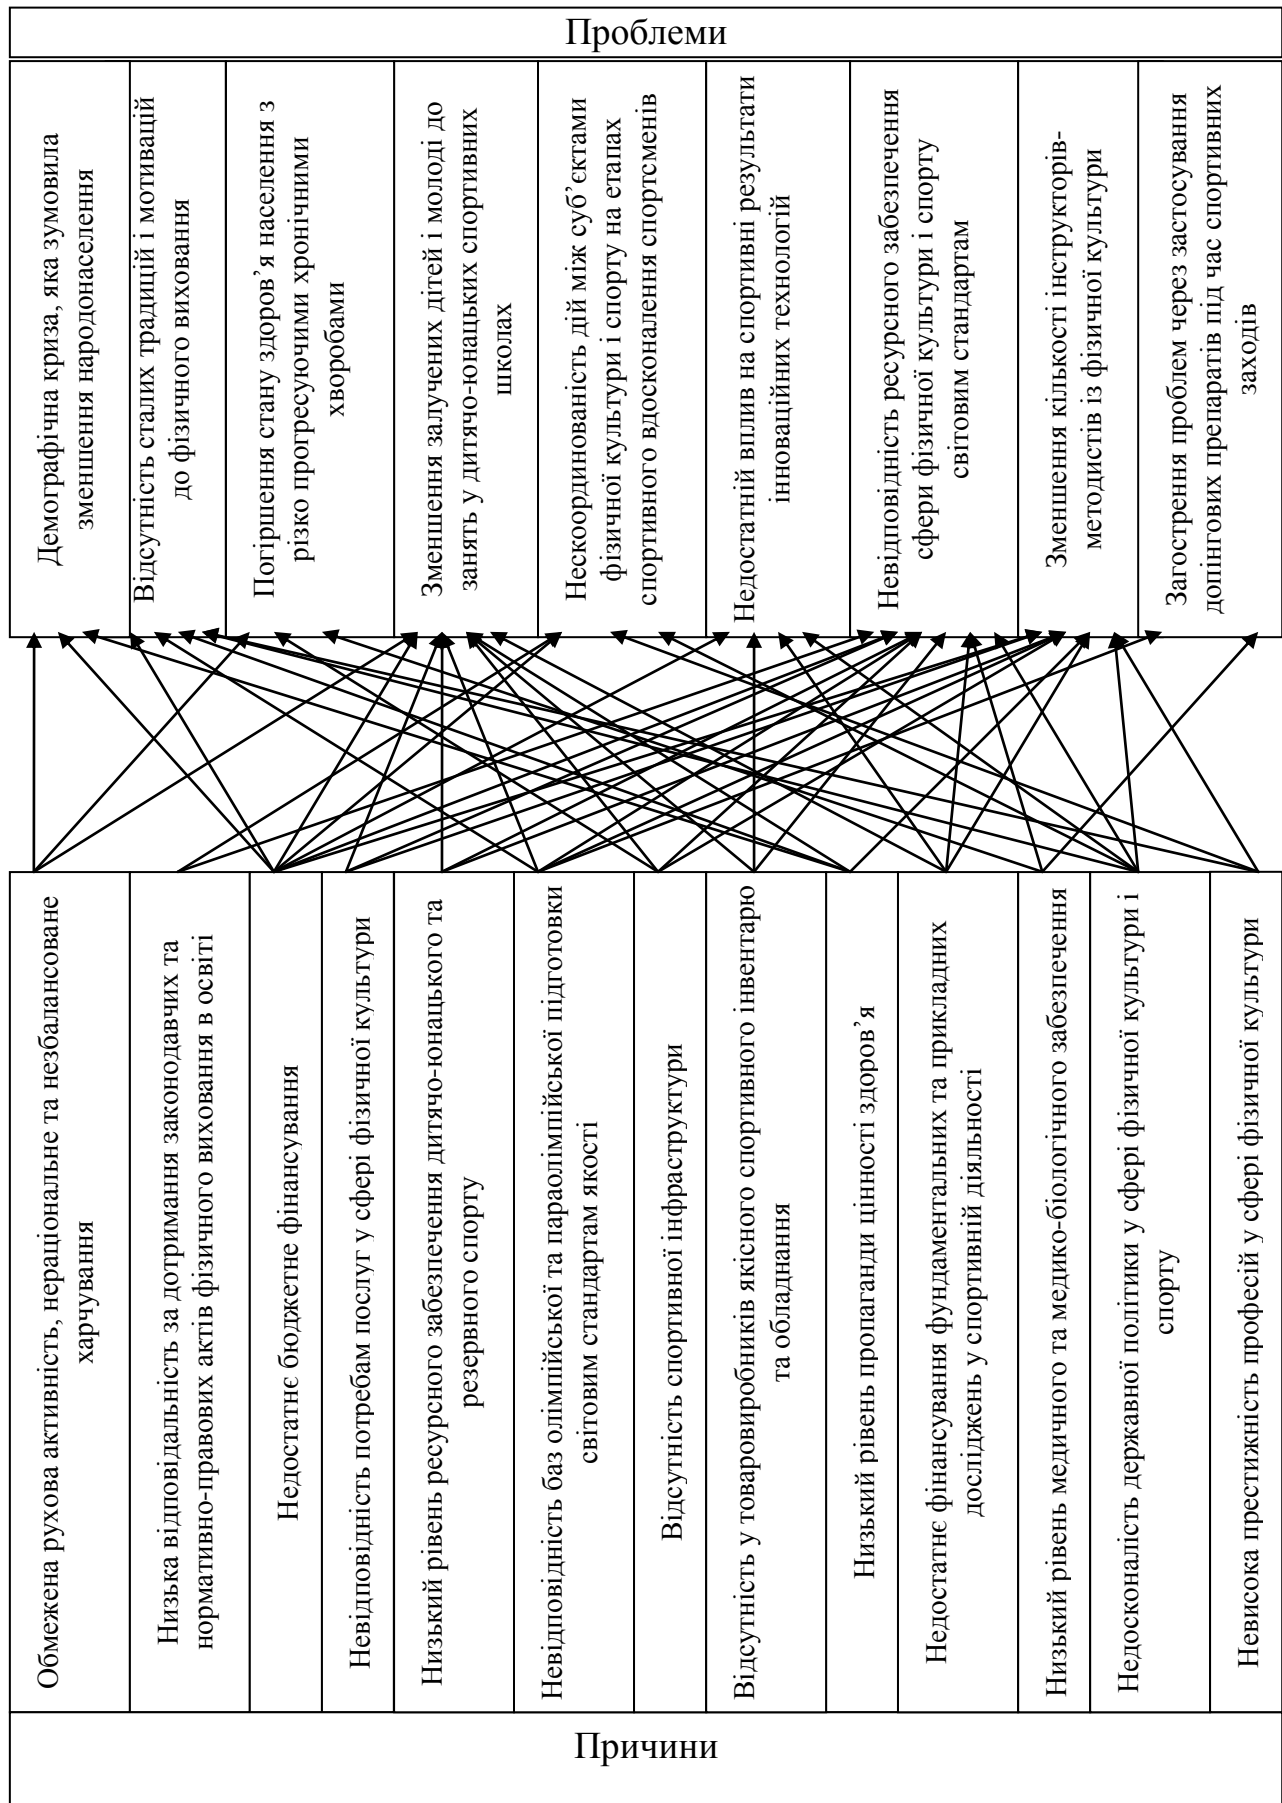 Проблеми
Демографічна криза, яка зумовила
зменшення народонаселення
Відсутність сталих традицій і мотивацій
до фізичного виховання
Погіршення стану здоров’я населення з
різко прогресуючими хронічними
хворобами
Зменшення залучених дітей і молоді до
занять у дитячо-юнацьких спортивних
школах
Нескоординованість дій між суб’єктами
фізичної культури і спорту на етапах
спортивного вдосконалення спортсменів
Недостатній вплив на спортивні результати
інноваційних технологій
Невідповідність ресурсного забезпечення
сфери фізичної культури і спорту
світовим стандартам
Зменшення кількості інструкторів-
методистів із фізичної культури
Загострення проблем через застосування
допінгових препаратів під час спортивних
заходів
Обмежена рухова активність, нераціональне та незбалансоване
харчування
Низька відповідальність за дотримання законодавчих та
нормативно-правових актів фізичного виховання в освіті
Недостатнє бюджетне фінансування
Невідповідність потребам послуг у сфері фізичної культури
Низький рівень ресурсного забезпечення дитячо-юнацького та
резервного спорту
Невідповідність баз олімпійської та параолімпійської підготовки
світовим стандартам якості
Відсутність спортивної інфраструктури
Відсутність у товаровиробників якісного спортивного інвентарю
та обладнання
Низький рівень пропаганди цінності здоров’я
Недостатнє фінансування фундаментальних та прикладних
досліджень у спортивній діяльності
Низький рівень медичного та медико-біологічного забезпечення
Недосконалість державної політики у сфері фізичної культури і
спорту
Невисока престижність професій у сфері фізичної культури
Причини